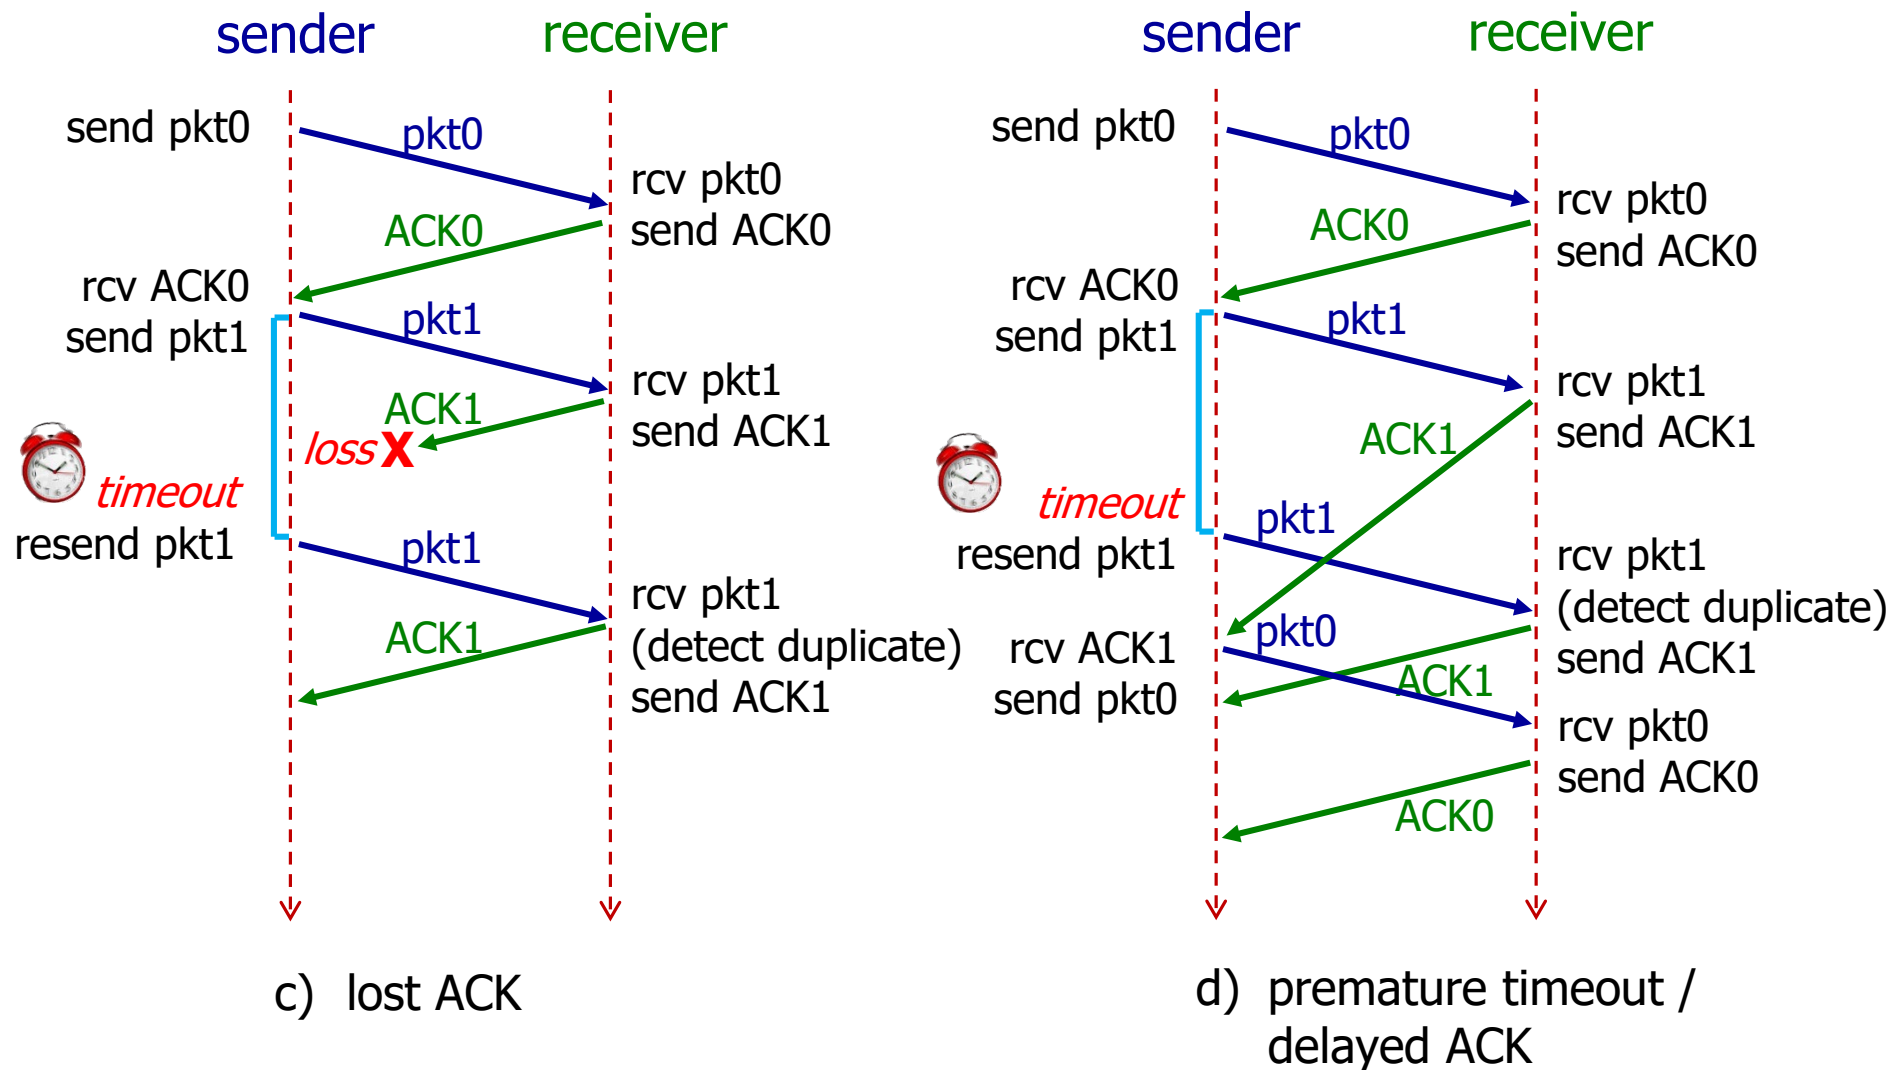 sender
receiver
send pkt0
pkt0
rcv pkt0
send ACK0
ACK0
rcv ACK0
send pkt1
pkt1
rcv pkt1
send ACK1
ACK1
loss X
timeout
resend pkt1
pkt1
rcv pkt1
(detect duplicate)
send ACK1
ACK1
c) lost ACK
sender
receiver
send pkt0
pkt0
rcv pkt0
send ACK0
ACK0
rcv ACK0
send pkt1
pkt1
rcv pkt1
send ACK1
ACK1
timeout
resend pkt1
pkt1
rcv pkt1
(detect duplicate)
send ACK1
rcv ACK1
send pkt0
pkt0
ACK1
rcv pkt0
send ACK0
ACK0
d) premature timeout /
delayed ACK